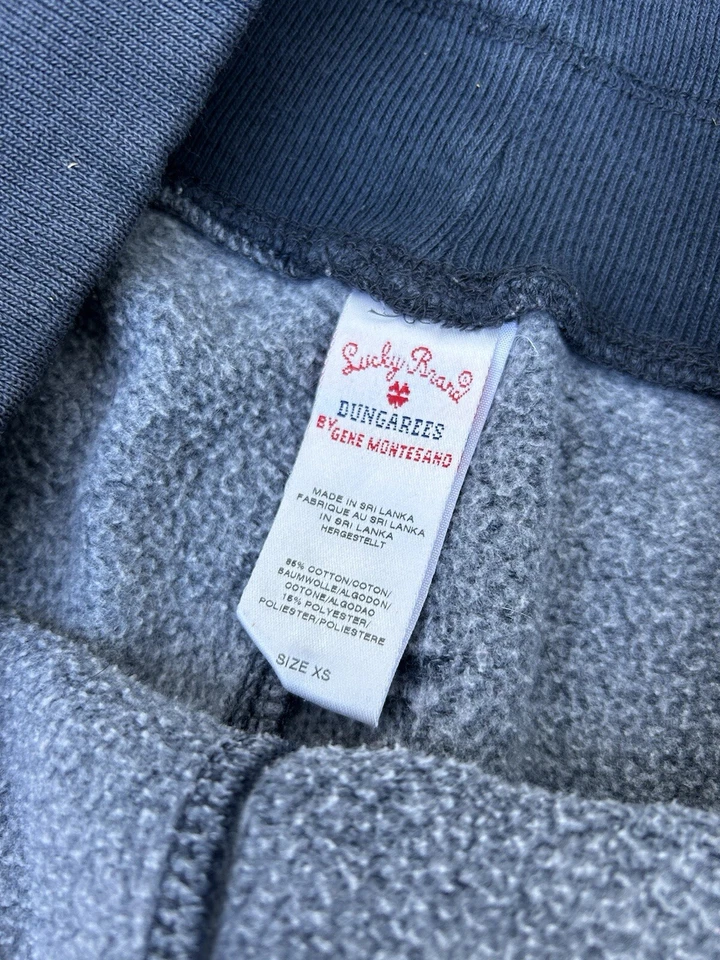 Lucky Brand
DUNGAREES
BY GENE MONTESANO
MADE IN SRI LANKA
FABRIQUE AU SRI LANKA
IN SRI LANKA
HERGESTELLT
85% COTTON/COTON/
BAUMWOLLE/ALGODON/
COTONE/ALGODAO
15% POLYESTER/
POLIESTER/POLIESTERE
SIZE XS